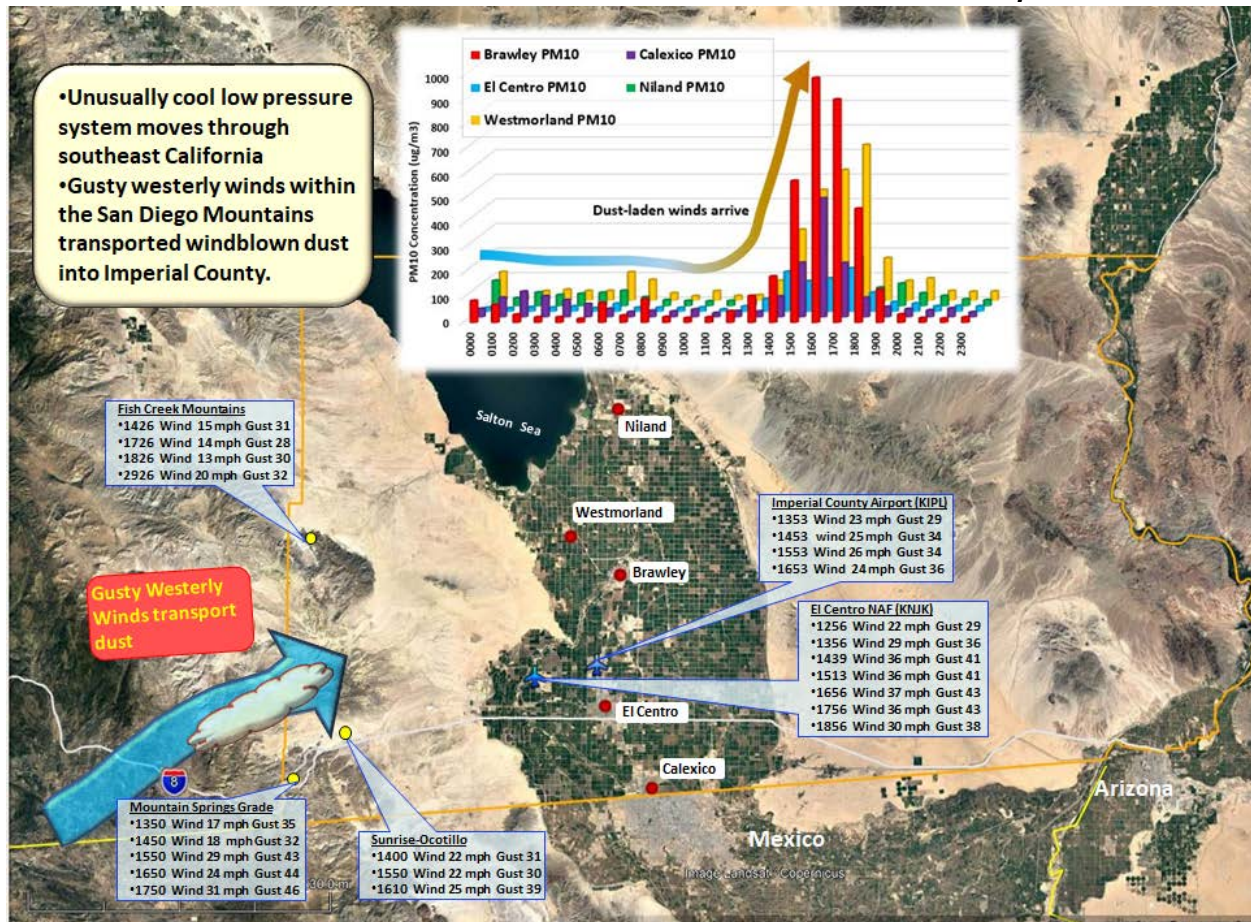 •Unusually cool low pressure
system moves through
southeast California
•Gusty westerly winds within
the San Diego Mountains
transported windblown dust
into Imperial County.
Brawley PM10
Calexico PM10
El Centro PM10
Niland PM10
Westmorland PM10
PM10 Concentration (ug/m3)
1000
900
800
700
600
500
400
300
200
100
0
Dust-laden winds arrive
0000
0100
0200
0300
0400
0500
0600
0700
0800
0900
1000
1100
1200
1300
1400
1500
1600
1700
1800
1900
2000
2100
2200
2300
Fish Creek Mountains
•1426 Wind 15 mph Gust 31
•1726 Wind 14 mph Gust 28
•1826 Wind 13 mph Gust 30
•2926 Wind 20 mph Gust 32
Salton Sea
Niland
Westmorland
Brawley
Imperial County Airport (KIPL)
•1353 Wind 23 mph Gust 29
•1453 wind 25 mph Gust 34
•1553 Wind 26 mph Gust 34
•1653 Wind 24 mph Gust 36
Gusty Westerly
Winds transport
dust
El Centro NAF (KNJK)
•1256 Wind 22 mph Gust 29
•1356 Wind 29 mph Gust 36
•1439 Wind 36 mph Gust 41
•1513 Wind 36 mph Gust 41
•1656 Wind 37 mph Gust 43
•1756 Wind 36 mph Gust 43
•1856 Wind 30 mph Gust 38
El Centro
Calexico
8
Mountain Springs Grade
•1350 Wind 17 mph Gust 35
•1450 Wind 18 mph Gust 32
•1550 Wind 29 mph Gust 43
•1650 Wind 24 mph Gust 44
•1750 Wind 31 mph Gust 46
Sunrise-Ocotillo
•1400 Wind 22 mph Gust 31
•1550 Wind 22 mph Gust 30
•1610 Wind 25 mph Gust 39
Arizona
Mexico
Image Landsat / Copernicus